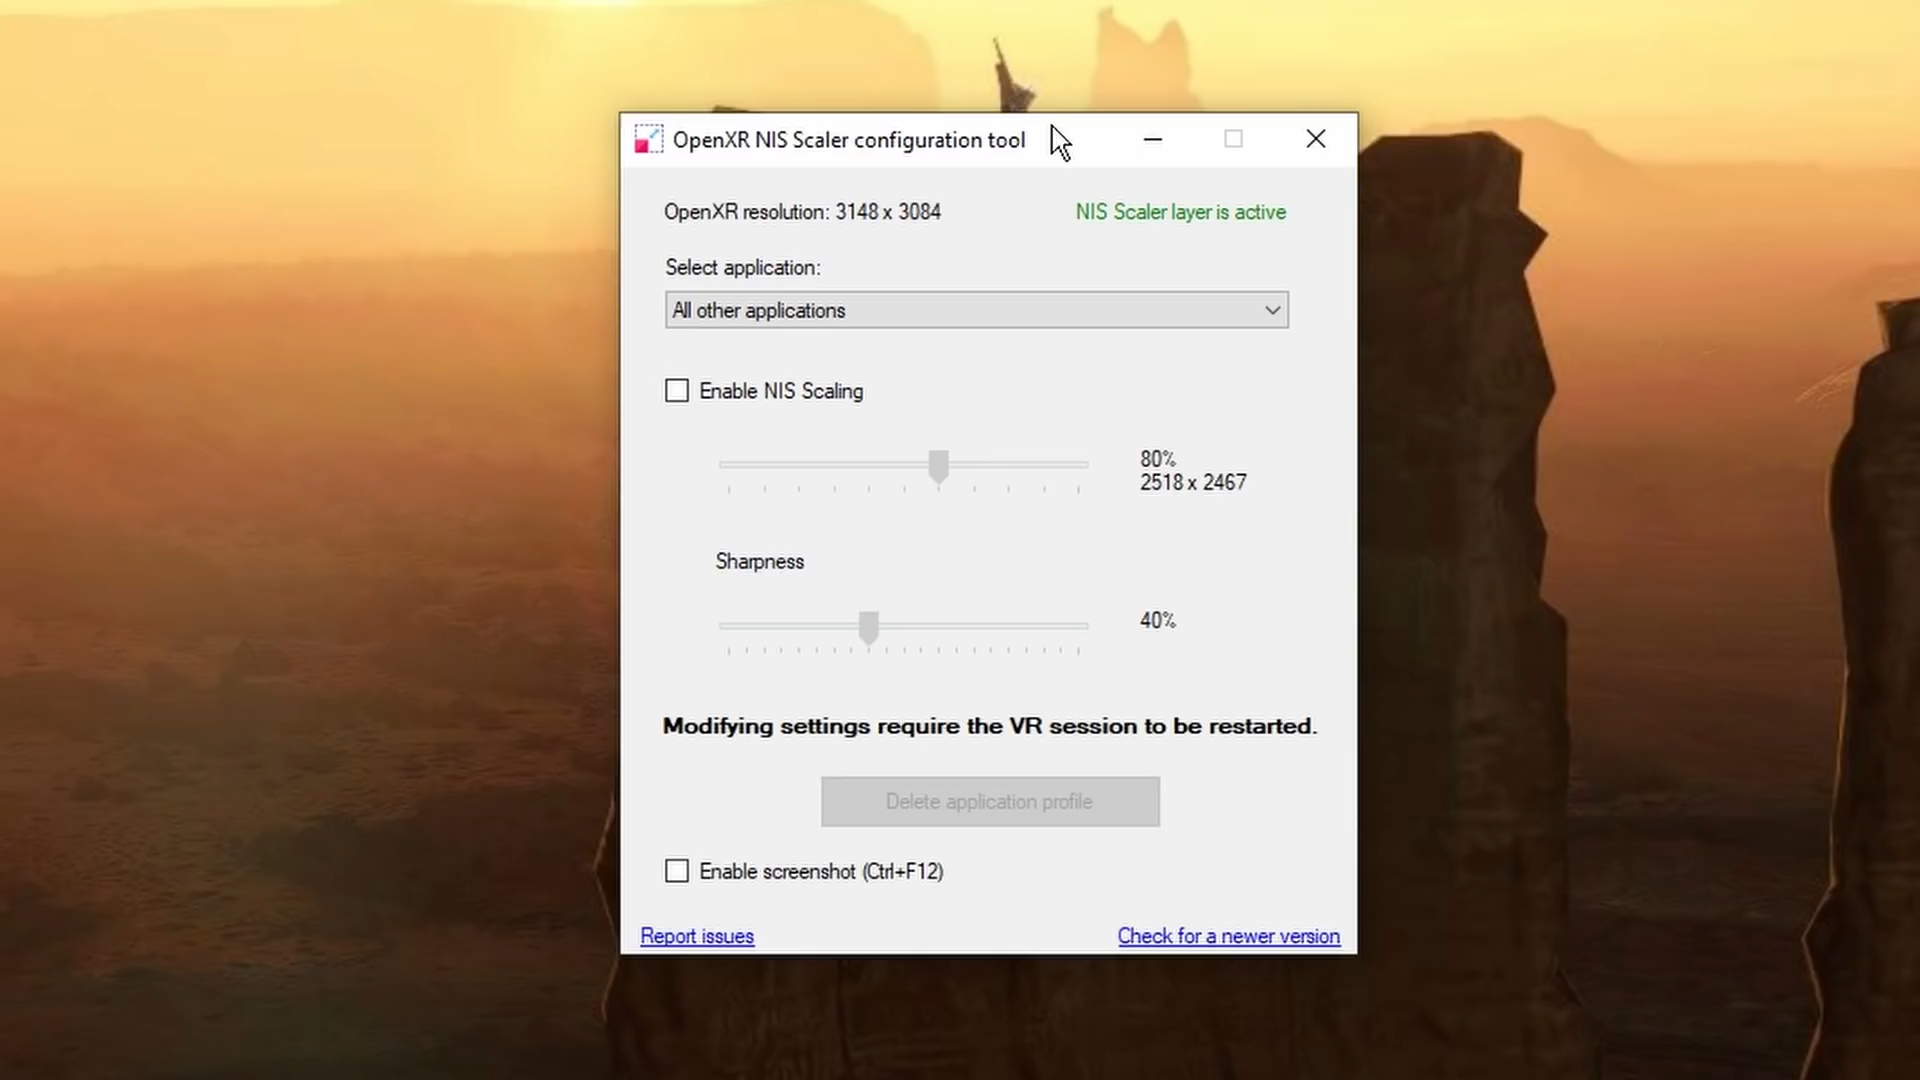 OpenXR NIS Scaler configuration tool
OpenXR resolution: 3148 x 3084
NIS Scaler layer is active
Select application:
All other applications
Enable NIS Scaling
80%
2518 x 2467
Sharpness
40%
Modifying settings require the VR session to be restarted.
Delete application profile
Enable screenshot (Ctrl+F12)
Report issues
Check for a newer version